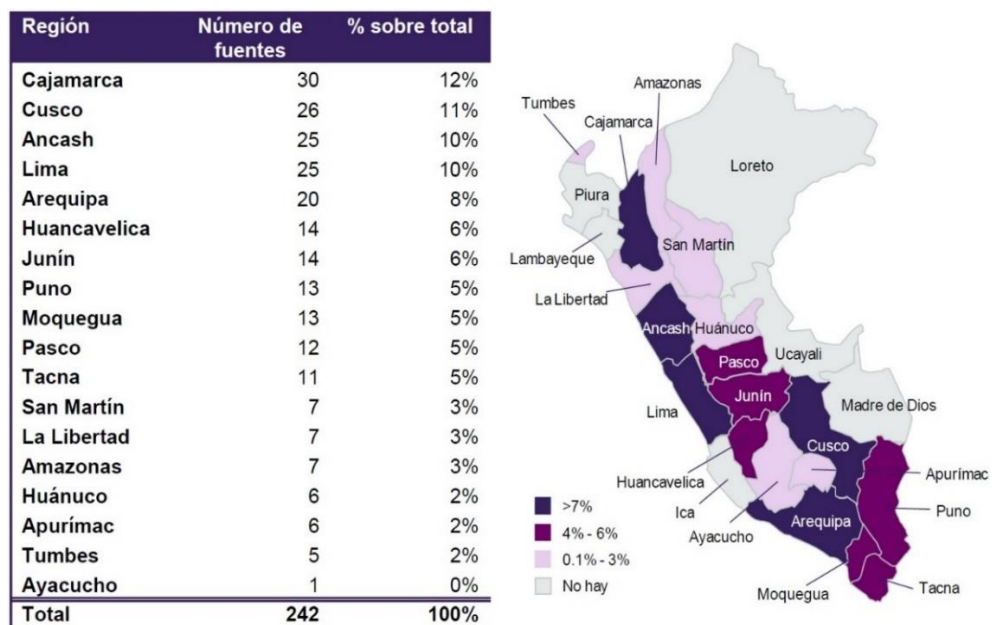 Región Número de fuentes % sobre total
Cajamarca 30 12%
Cusco 26 11%
Ancash 25 10%
Lima 25 10%
Arequipa 20 8%
Huancavelica 14 6%
Junín 14 6%
Puno 13 5%
Moquegua 13 5%
Pasco 12 5%
Tacna 11 5%
San Martín 7 3%
La Libertad 7 3%
Amazonas 7 3%
Huánuco 6 2%
Apurímac 6 2%
Tumbes 5 2%
Ayacucho 1 0%
Total 242 100%
Amazonas
Tumbes
Cajamarca
Loreto
Piura
San Martín
Lambayeque
La Libertad
Ancash
Huánuco
Ucayali
Pasco
Junín
Madre de Dios
Lima
Cusco
Apurímac
Huancavelica
Ica
Puno
Arequipa
Ayacucho
Moquegua
Tacna
>7%
4% - 6%
0.1% - 3%
No hay